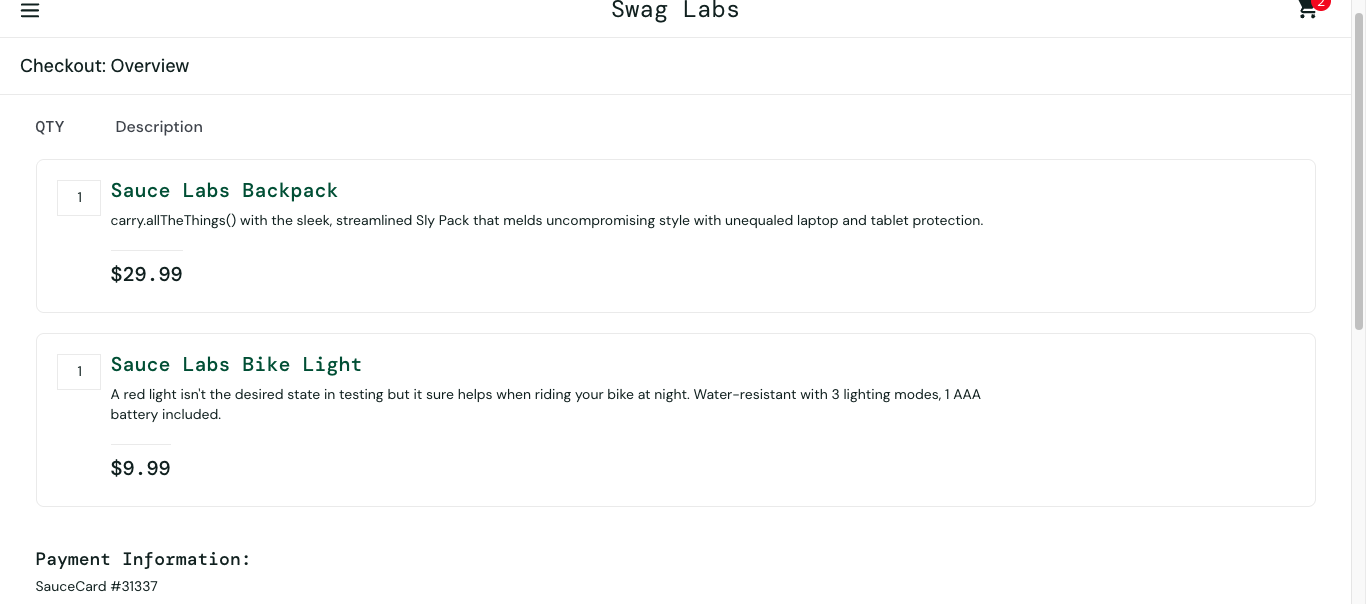 Swag Labs
2
Checkout: Overview
QTY Description
1 Sauce Labs Backpack
carry.allTheThings() with the sleek, streamlined Sly Pack that melds uncompromising style with unequaled laptop and tablet protection.
$29.99
1 Sauce Labs Bike Light
A red light isn't the desired state in testing but it sure helps when riding your bike at night. Water-resistant with 3 lighting modes, 1 AAA
battery included.
$9.99
Payment Information:
SauceCard #31337